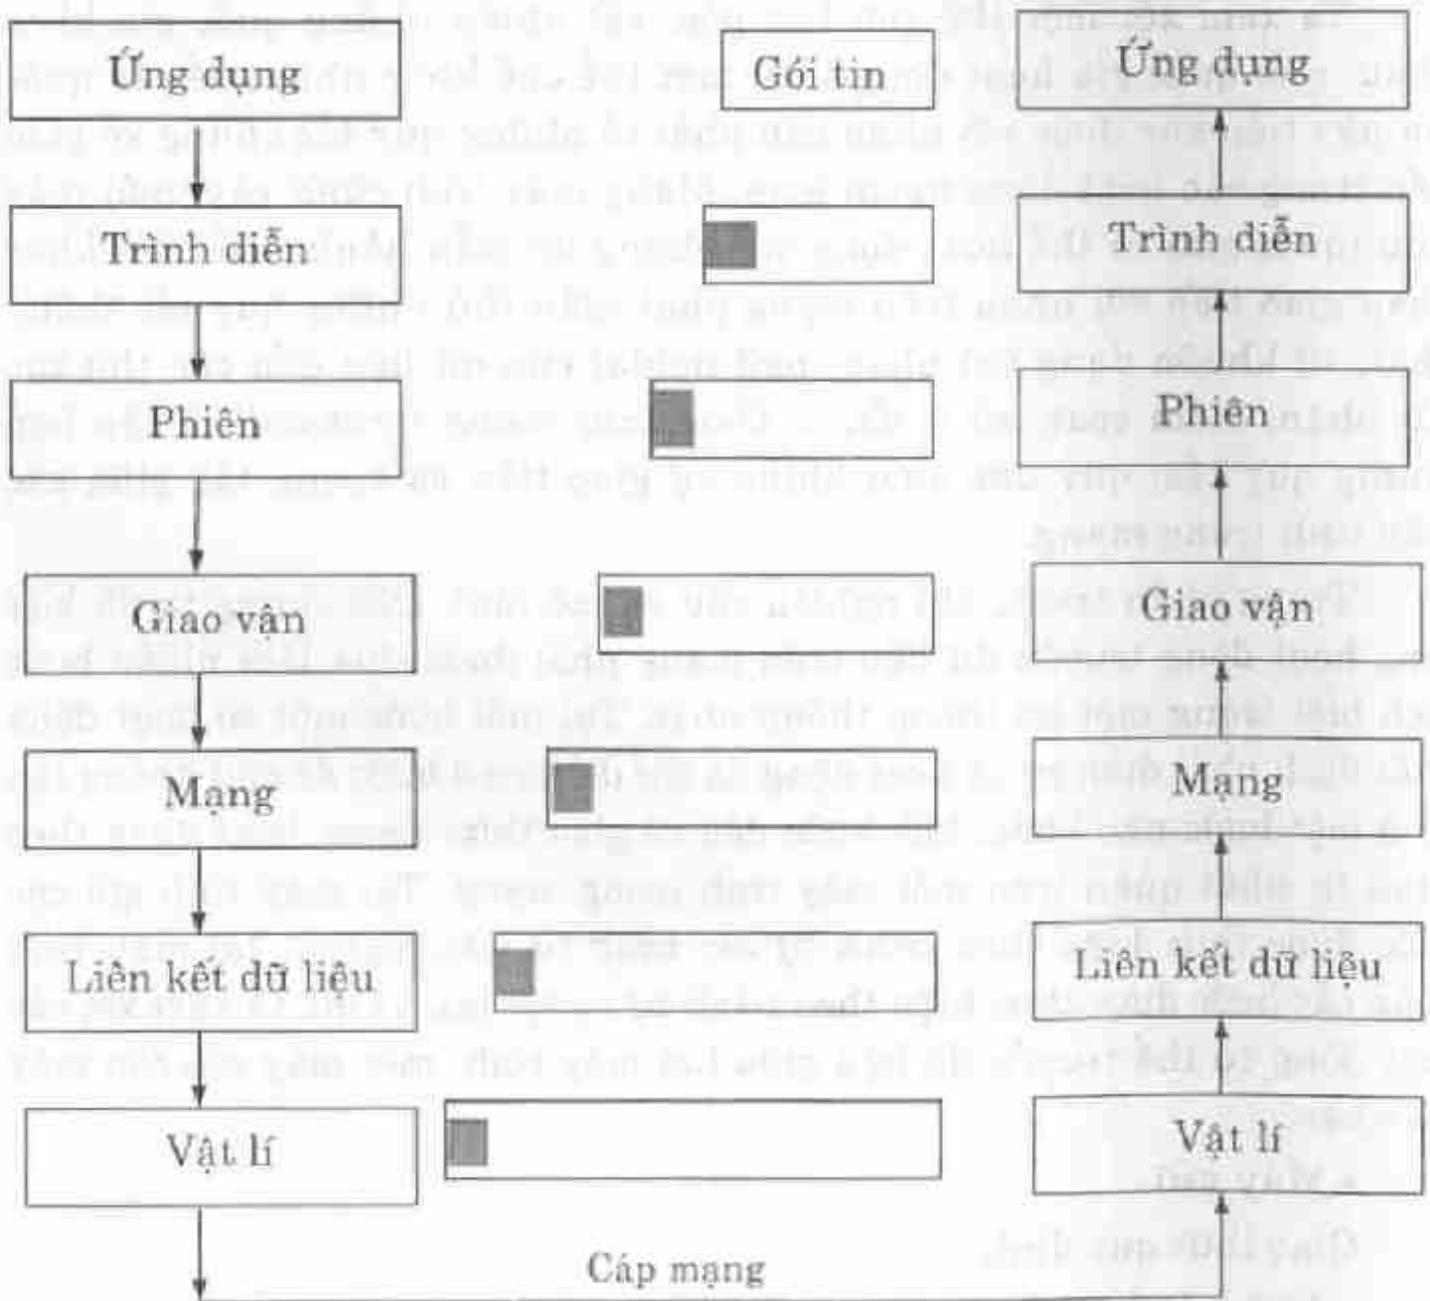 Ứng dụng
Gói tin
Ứng dụng
Trình diễn
Trình diễn
Phiên
Phiên
Giao vận
Giao vận
Mạng
Mạng
Liên kết dữ liệu
Liên kết dữ liệu
Vật lí
Vật lí
Cáp mạng